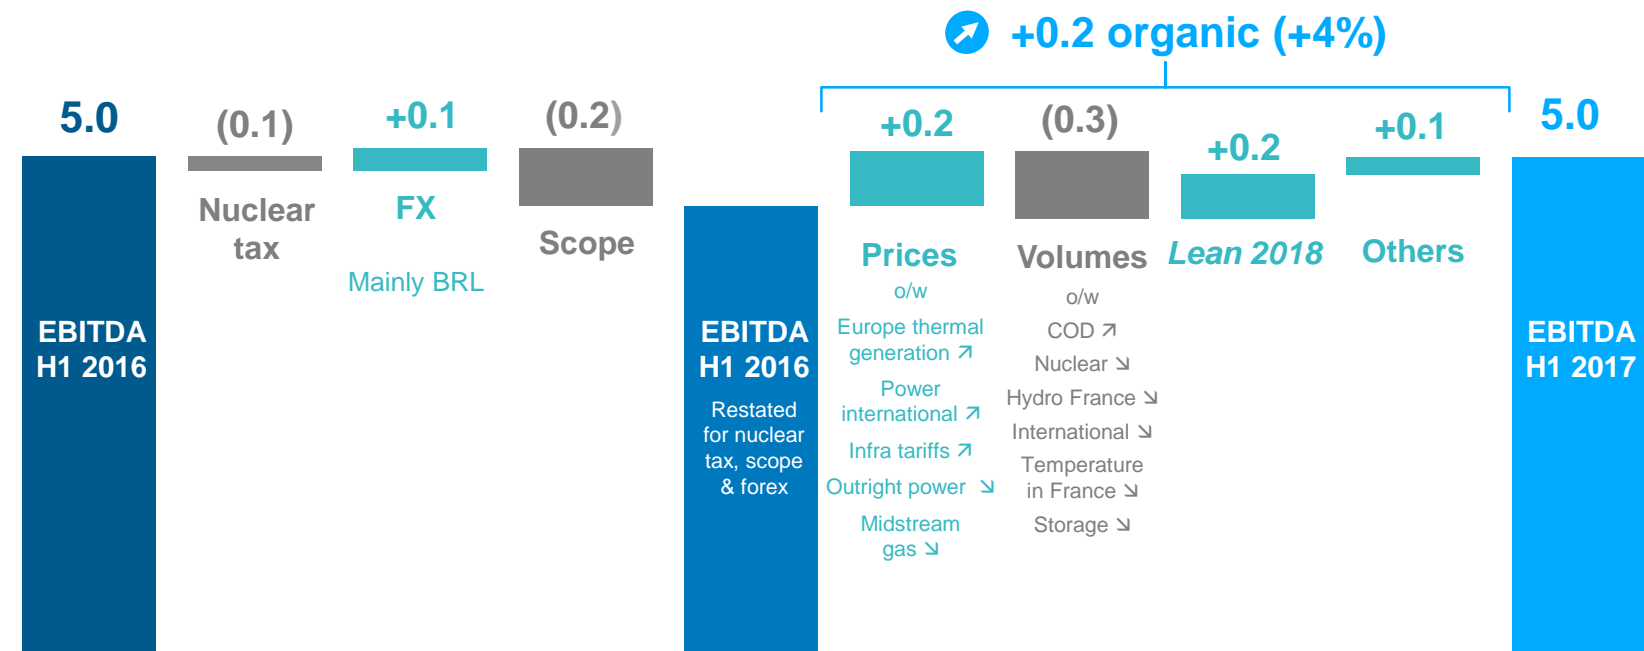 +0.2 organic (+4%)
5.0
EBITDA
H1 2016
(0.1)
Nuclear
tax
+0.1
FX
Mainly BRL
(0.2)
Scope
EBITDA
H1 2016
Restated
for nuclear
tax, scope
& forex
+0.2
Prices
o/w
Europe thermal
generation ↗
Power
international ↗
Infra tariffs ↗
Outright power ↘
Midstream
gas ↘
(0.3)
Volumes
o/w
COD ↗
Nuclear ↘
Hydro France ↘
International ↘
Temperature
in France ↘
Storage ↘
+0.2
Lean 2018
+0.1
Others
5.0
EBITDA
H1 2017